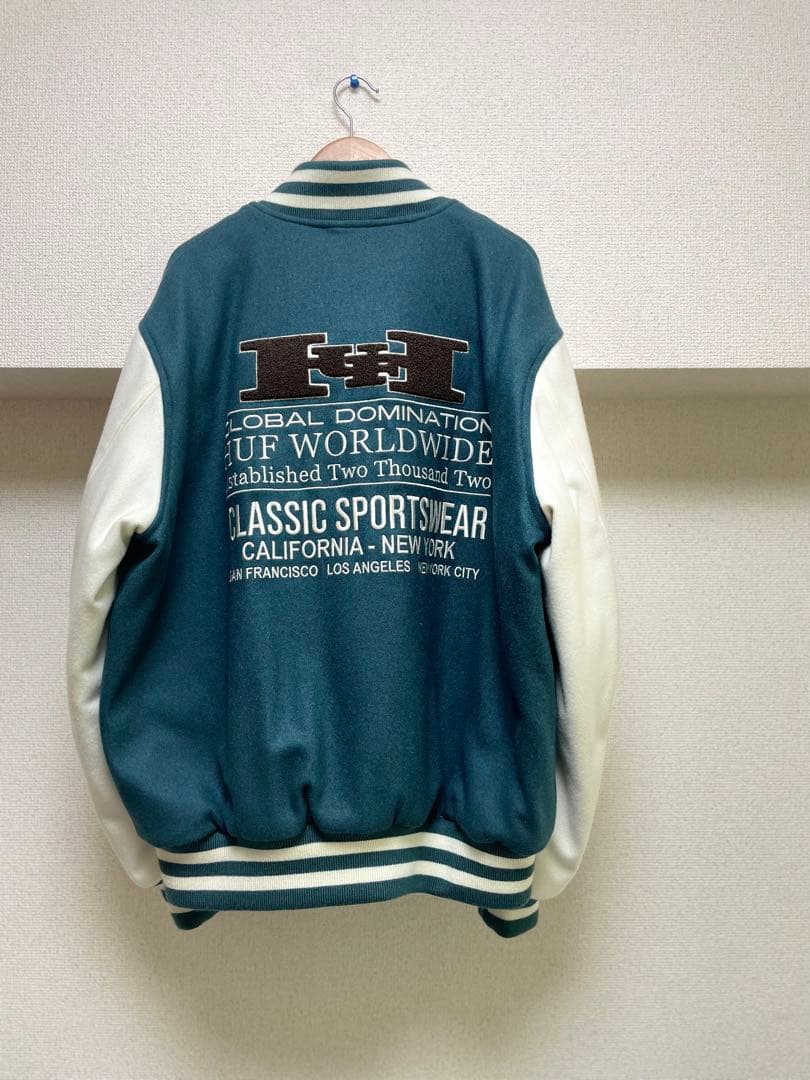 HUF
GLOBAL DOMINATION
HUF WORLDWIDE
Established Two Thousand Two
CLASSIC SPORTSWEAR
CALIFORNIA - NEW YORK
SAN FRANCISCO LOS ANGELES NEW YORK CITY